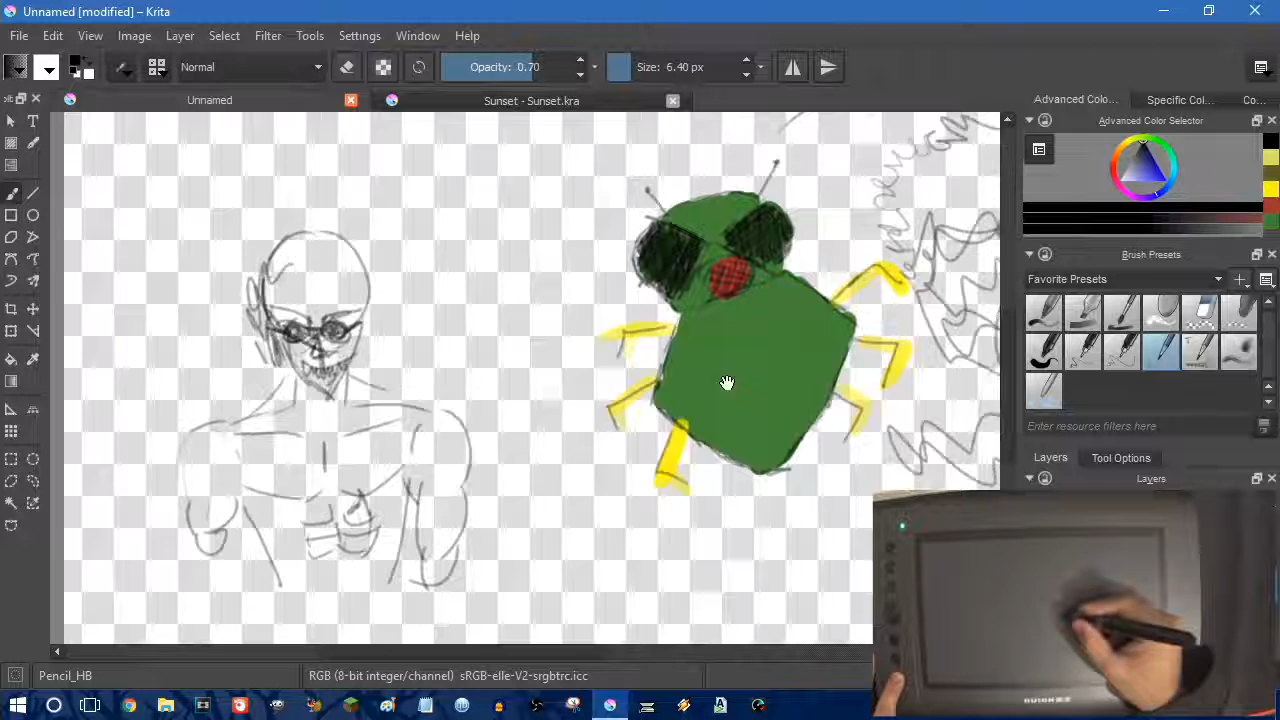 Unnamed [modified] – Krita
File Edit View Image Layer Select Filter Tools Settings Window Help
Normal Opacity: 0.70 Size: 6.40 px
Unnamed Sunset - Sunset.kra
Advanced Colo... Specific Col... Co...
Advanced Color Selector
Brush Presets
Favorite Presets
Enter resource filters here
Layers Tool Options
Layers
Pencil_HB RGB (8-bit integer/channel) sRGB-elle-V2-srgbtrc.icc